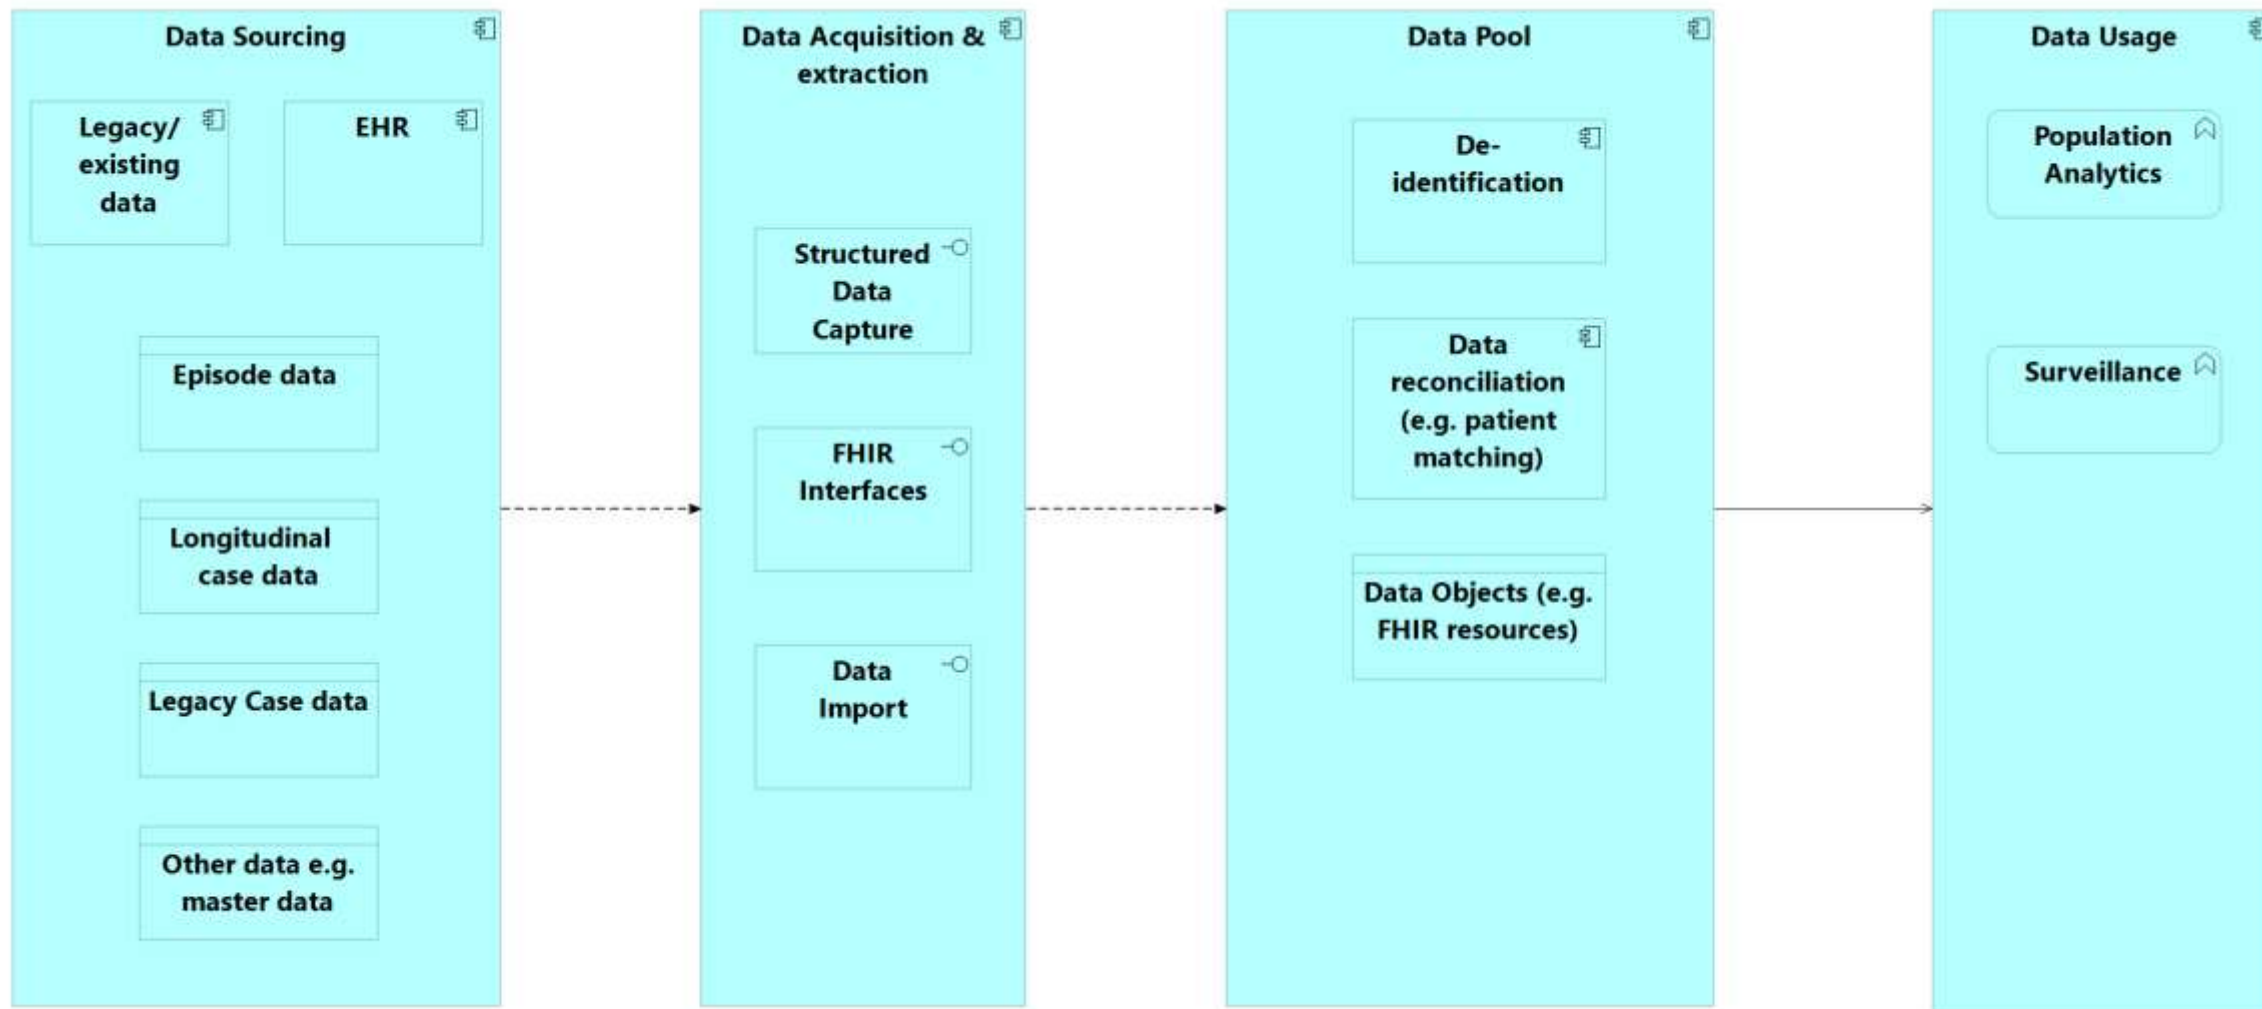 Data Sourcing
Legacy/
existing
data
EHR
Episode data
Longitudinal
case data
Legacy Case data
Other data e.g.
master data
Data Acquisition &
extraction
Structured
Data
Capture
FHIR
Interfaces
Data
Import
Data Pool
De-
identification
Data
reconciliation
(e.g. patient
matching)
Data Objects (e.g.
FHIR resources)
Data Usage
Population
Analytics
Surveillance